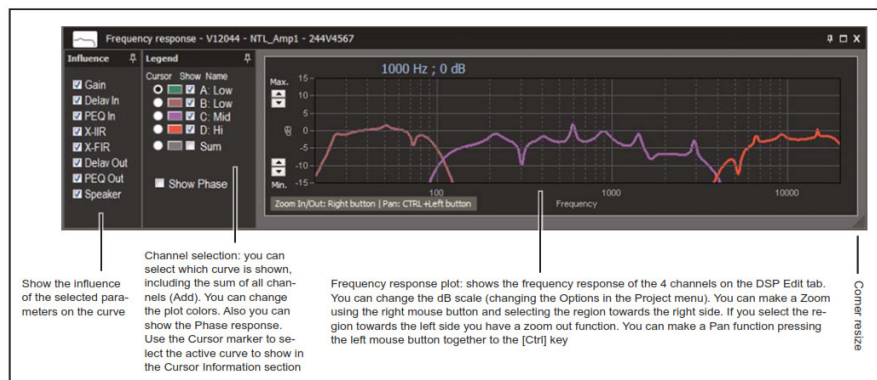 Frequency response - V12044 - NTL_Amp1 - 244V4567
Influence
Gain
Delay In
PEQ In
X-IIR
X-FIR
Delay Out
PEQ Out
Speaker
Legend
Cursor Show Name
A: Low
B: Low
C: Mid
D: Hi
Sum
Show Phase
1000 Hz ; 0 dB
Max.
Min.
dB
15
10
5
0
-5
-10
-15
100
1000
10000
Zoom In/Out: Right button | Pan: CTRL+Left button
Frequency
Show the influence
of the selected para-
meters on the curve
Channel selection: you can
select which curve is shown,
including the sum of all chan-
nels (Add). You can change
the plot colors. Also you can
show the Phase response.
Use the Cursor marker to se-
lect the active curve to show in
the Cursor Information section
Frequency response plot: shows the frequency response of the 4 channels on the DSP Edit tab.
You can change the dB scale (changing the Options in the Project menu). You can make a Zoom
using the right mouse button and selecting the region towards the right side. If you select the re-
gion towards the left side you have a zoom out function. You can make a Pan function pressing
the left mouse button together to the [Ctrl] key
Corner resize